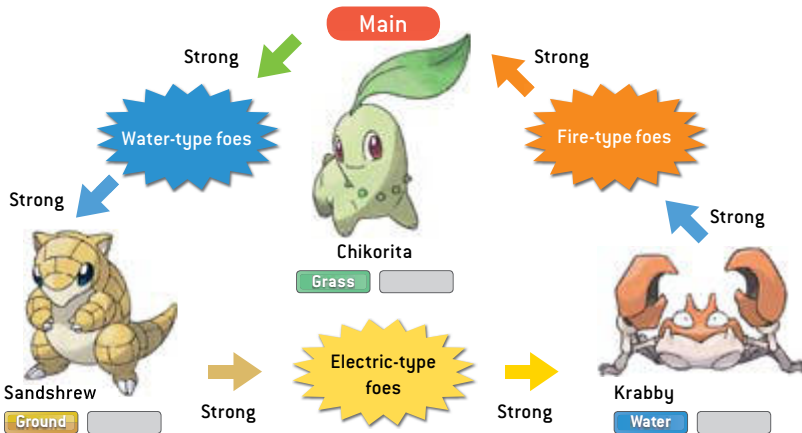 Main
Strong
Strong
Water-type foes
Fire-type foes
Strong
Strong
Chikorita
Grass
Electric-type
foes
Sandshrew
Krabby
Strong
Strong
Ground
Water